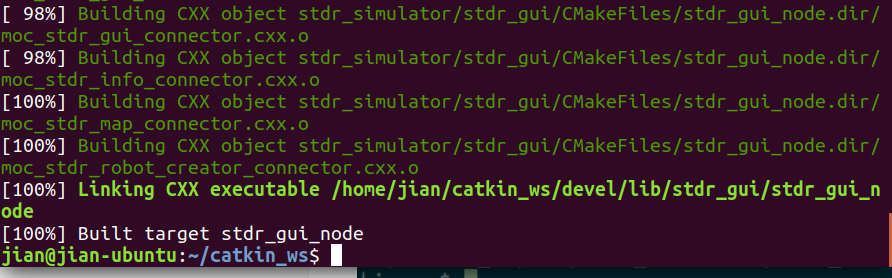 [ 98%] Building CXX object stdr_simulator/stdr_gui/CMakeFiles/stdr_gui_node.dir/
moc_stdr_gui_connector.cxx.o
[ 98%] Building CXX object stdr_simulator/stdr_gui/CMakeFiles/stdr_gui_node.dir/
moc_stdr_info_connector.cxx.o
[100%] Building CXX object stdr_simulator/stdr_gui/CMakeFiles/stdr_gui_node.dir/
moc_stdr_map_connector.cxx.o
[100%] Building CXX object stdr_simulator/stdr_gui/CMakeFiles/stdr_gui_node.dir/
moc_stdr_robot_creator_connector.cxx.o
[100%] Linking CXX executable /home/jian/catkin_ws/devel/lib/stdr_gui/stdr_gui_n
ode
[100%] Built target stdr_gui_node
jian@jian-ubuntu:~/catkin_ws$